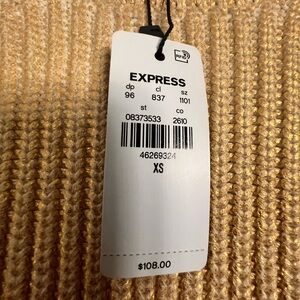 EXPRESS
dp cl sz
96 837 1101
st co
08373533 2610
46269324
XS
$108.00